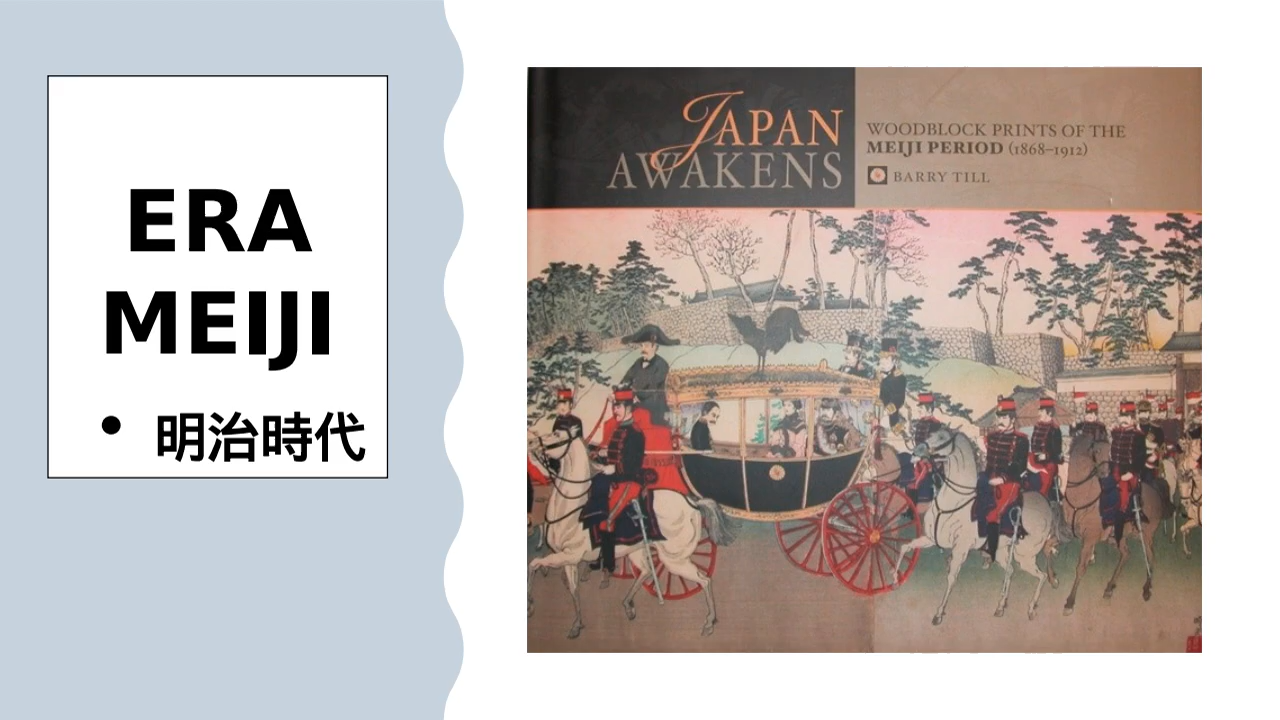 ERA
MEIJI
• 明治時代
JAPAN
AWAKENS
WOODBLOCK PRINTS OF THE
MEIJI PERIOD (1868–1912)
BARRY TILL